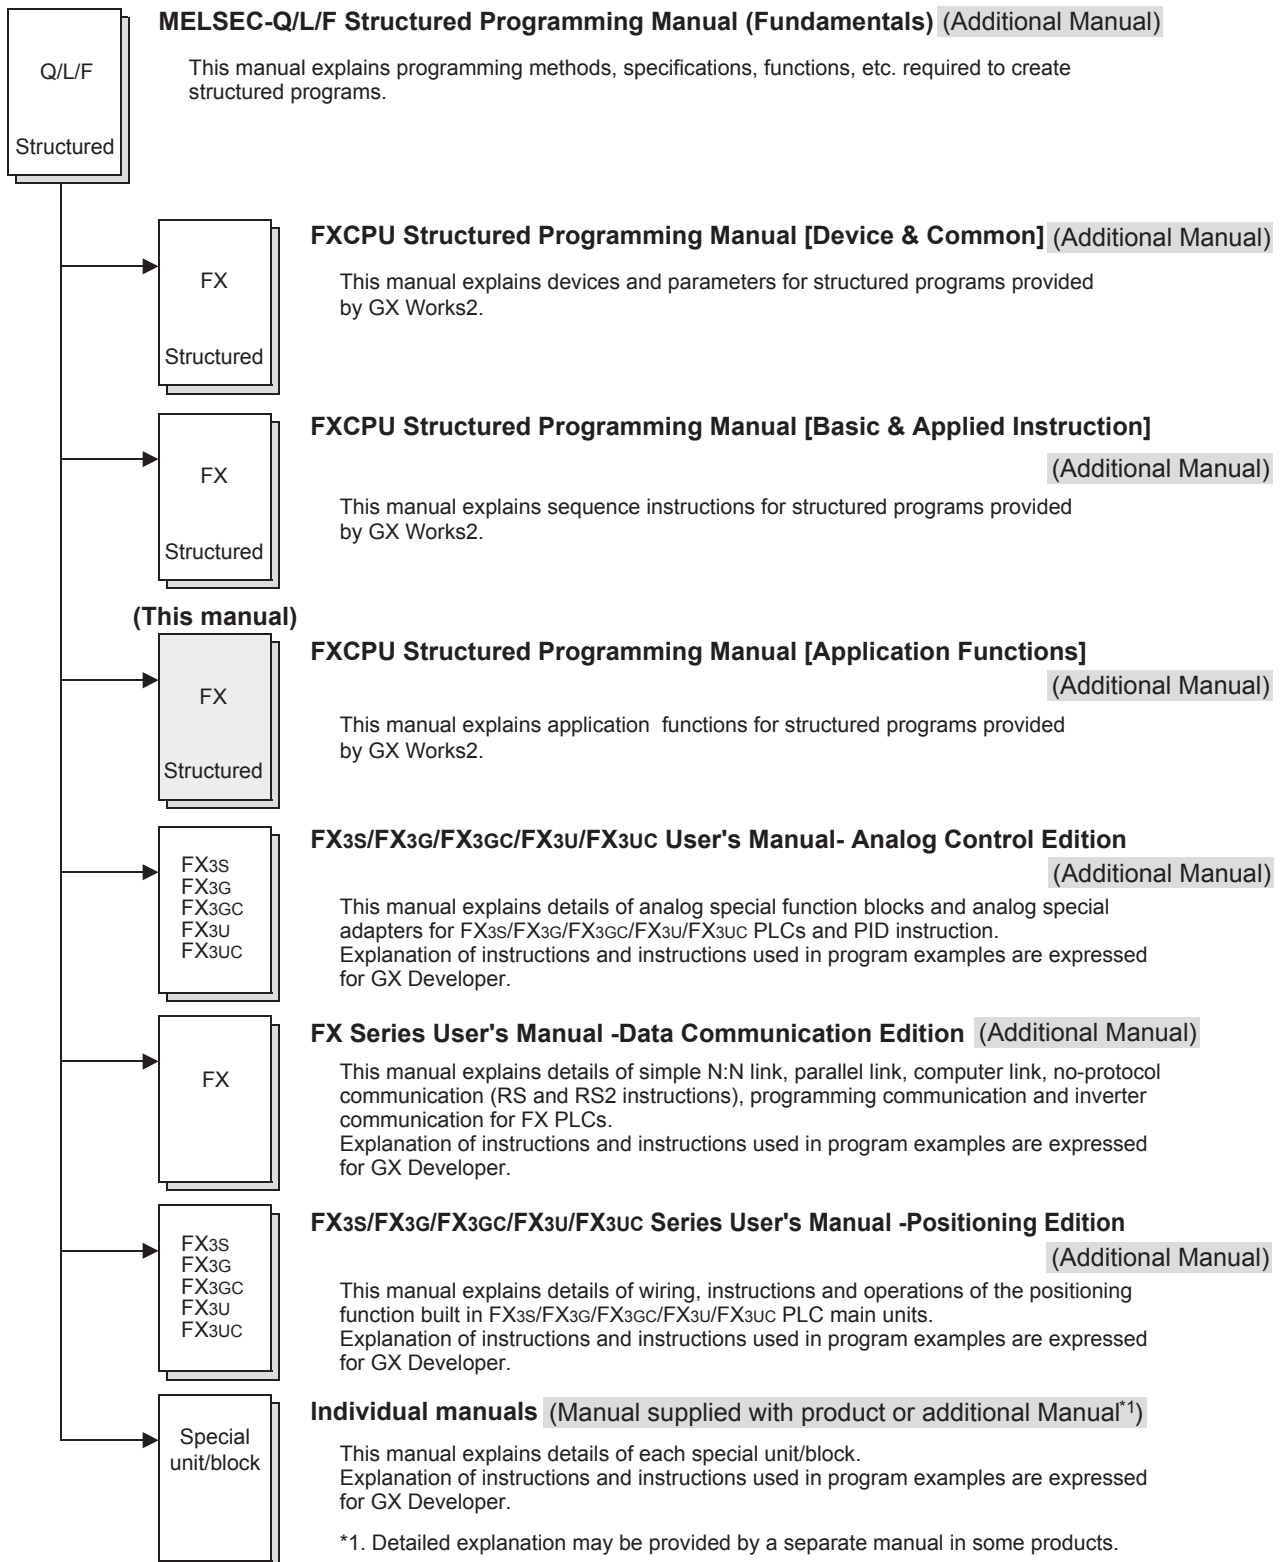 MELSEC-Q/L/F Structured Programming Manual (Fundamentals) (Additional Manual)
Q/L/F
Structured
This manual explains programming methods, specifications, functions, etc. required to create
structured programs.
FXCPU Structured Programming Manual [Device & Common] (Additional Manual)
FX
Structured
This manual explains devices and parameters for structured programs provided
by GX Works2.
FXCPU Structured Programming Manual [Basic & Applied Instruction]
(Additional Manual)
FX
Structured
This manual explains sequence instructions for structured programs provided
by GX Works2.
(This manual)
FXCPU Structured Programming Manual [Application Functions]
(Additional Manual)
FX
Structured
This manual explains application  functions for structured programs provided
by GX Works2.
FX3S/FX3G/FX3GC/FX3U/FX3UC User's Manual- Analog Control Edition
(Additional Manual)
FX3S
FX3G
FX3GC
FX3U
FX3UC
This manual explains details of analog special function blocks and analog special
adapters for FX3S/FX3G/FX3GC/FX3U/FX3UC PLCs and PID instruction.
Explanation of instructions and instructions used in program examples are expressed
for GX Developer.
FX Series User's Manual -Data Communication Edition (Additional Manual)
FX
This manual explains details of simple N:N link, parallel link, computer link, no-protocol
communication (RS and RS2 instructions), programming communication and inverter
communication for FX PLCs.
Explanation of instructions and instructions used in program examples are expressed
for GX Developer.
FX3S/FX3G/FX3GC/FX3U/FX3UC Series User's Manual -Positioning Edition
(Additional Manual)
FX3S
FX3G
FX3GC
FX3U
FX3UC
This manual explains details of wiring, instructions and operations of the positioning
function built in FX3S/FX3G/FX3GC/FX3U/FX3UC PLC main units.
Explanation of instructions and instructions used in program examples are expressed
for GX Developer.
Individual manuals (Manual supplied with product or additional Manual*1)
Special
unit/block
This manual explains details of each special unit/block.
Explanation of instructions and instructions used in program examples are expressed
for GX Developer.
*1. Detailed explanation may be provided by a separate manual in some products.